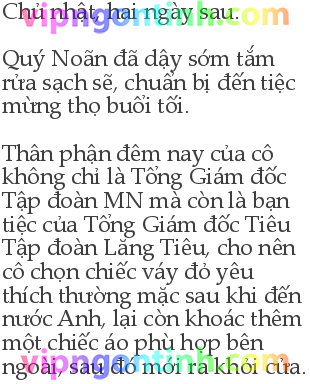 Chủ nhật, hai ngày sau.
Quý Noãn đã dậy sớm tắm
rửa sạch sẽ, chuẩn bị đến tiệc
mừng thọ buổi tối.
Thân phận đêm nay của cô
không chỉ là Tổng Giám đốc
Tập đoàn MN mà còn là bạn
tiệc của Tổng Giám đốc Tiêu
Tập đoàn Lăng Tiêu, cho nên
cô chọn chiếc váy đỏ yêu
thích thường mặc sau khi đến
nước Anh, lại còn khoác thêm
một chiếc áo phù hợp bên
ngoài, sau đó mới ra khỏi cửa.
vipngontinh.com
vipngontinh.com